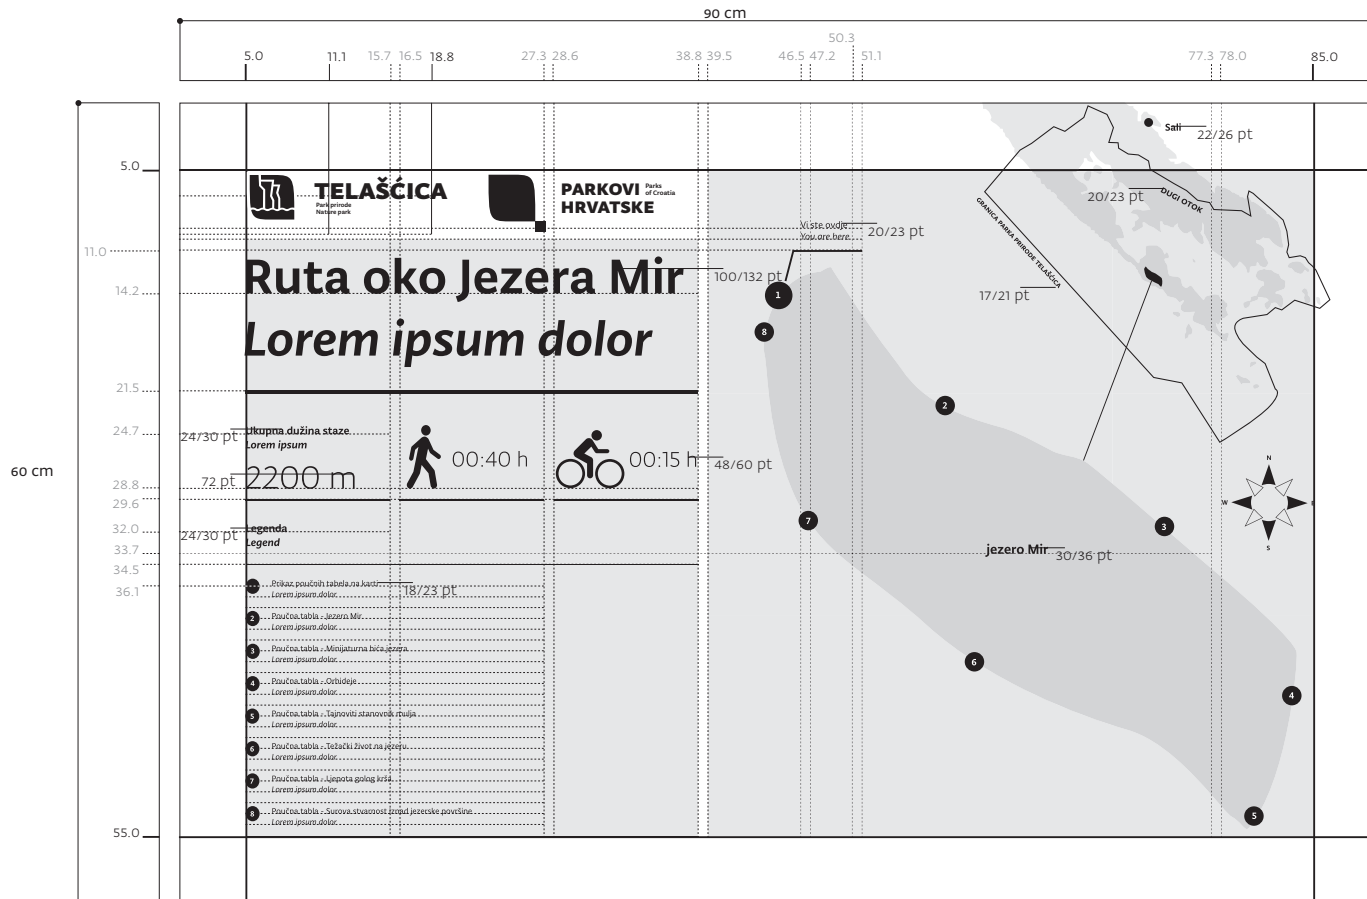 90 cm
50.3
5.0 11.1 15.7 16.5 18.8 27.3 28.6 38.8 39.5 46.5 47.2 51.1 77.3 78.0 85.0
60 cm
5.0
11.0
14.2
21.5
24.7
28.8
29.6
32.0
33.7
34.5
36.1
55.0
TELAŠĆICA
Park prirode
Nature park
PARKOVI
HRVATSKE
Parks
of Croatia
Ruta oko Jezera Mir
Lorem ipsum dolor
100/132 pt
24/30 pt
Ukupna dužina staze
Lorem ipsum
72 pt
2200 m
00:40 h
00:15 h
48/60 pt
24/30 pt
Legenda
Legend
Prikaz poučnih tabela na karti
Lorem ipsum dolor
18/23 pt
2 Poučna tabla - Jezero Mir
Lorem ipsum dolor
3 Poučna tabla - Minijaturna bića jezera
Lorem ipsum dolor
4 Poučna tabla - Orhideje
Lorem ipsum dolor
5 Poučna tabla - Tajnoviti stanovnik mulja
Lorem ipsum dolor
6 Poučna tabla - Težački život na jezeru
Lorem ipsum dolor
7 Poučna tabla - Ljepota golog krša
Lorem ipsum dolor
8 Poučna tabla - Surova stvarnost iznad jezerske površine
Lorem ipsum dolor
Vi ste ovdje
You are here
20/23 pt
1
8
2
7
3
6
4
5
jezero Mir
30/36 pt
Sali
22/26 pt
20/23 pt
DUGI OTOK
GRANICA PARKA PRIRODE TELAŠĆICE
17/21 pt
N
W
E
S